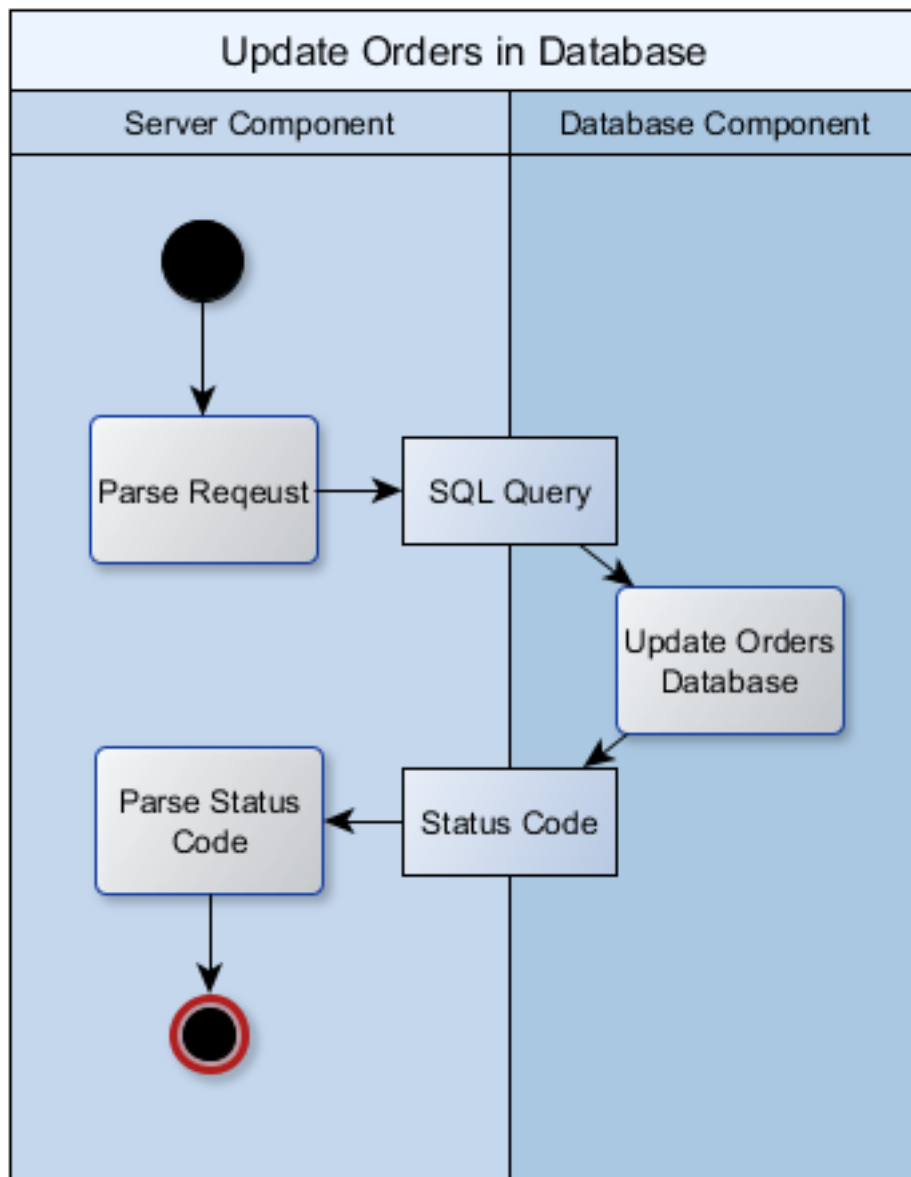 Update Orders in Database
Server Component
Database Component
Parse Reqeust
SQL Query
Update Orders
Database
Parse Status
Code
Status Code